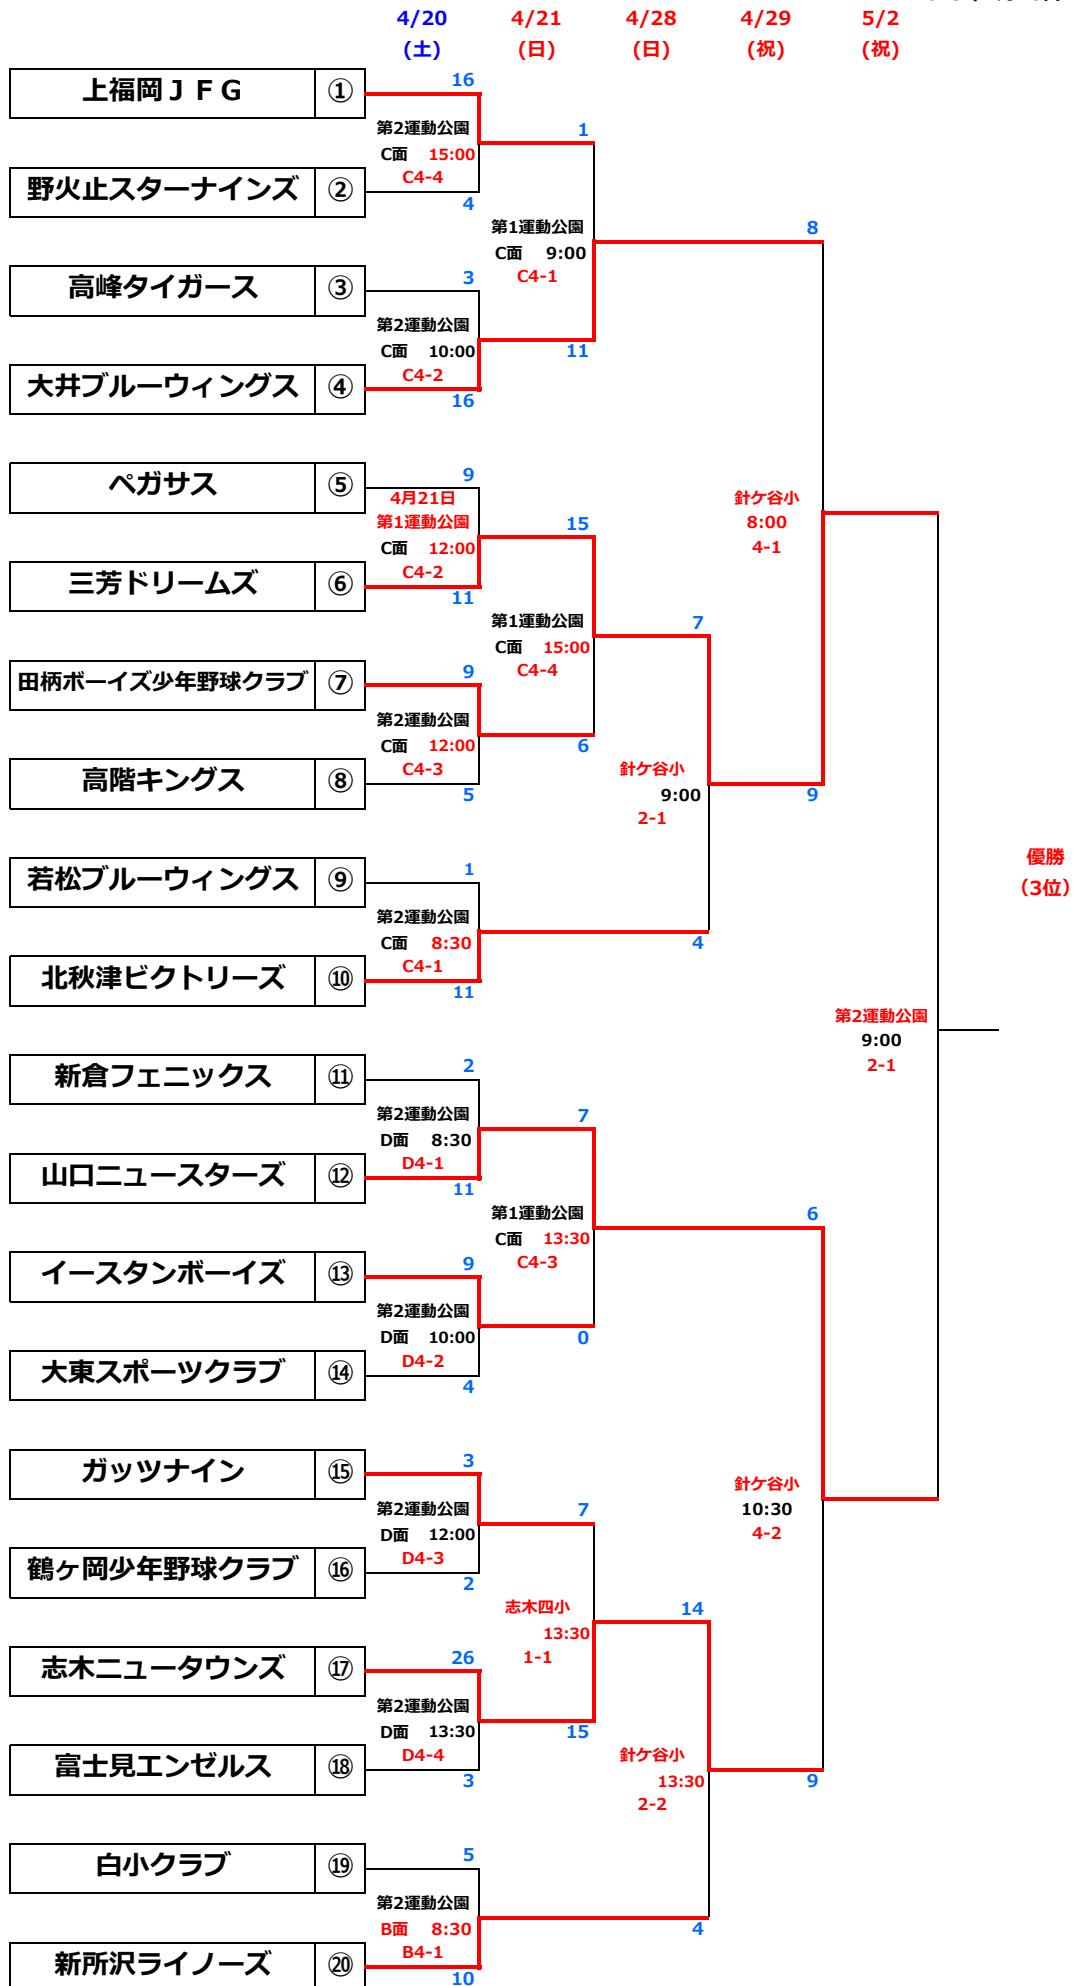 4/20 4/21 4/28 4/29 5/2
(土) (日) (日) (祝) (祝)
上福岡ＪＦＧ ①
16
第2運動公園
C面 15:00
C4-4
1
野火止スターナインズ ②
4
第1運動公園
C面 9:00
C4-1
8
高峰タイガース ③
3
第2運動公園
C面 10:00
C4-2
11
大井ブルーウィングス ④
16
ペガサス ⑤
9
4月21日
第1運動公園
C面 12:00
C4-2
15
針ケ谷小
8:00
4-1
三芳ドリームズ ⑥
11
第1運動公園
C面 15:00
C4-4
7
田柄ボーイズ少年野球クラブ ⑦
9
第2運動公園
C面 12:00
C4-3
6
高階キングス ⑧
5
針ケ谷小
9:00
2-1
9
若松ブルーウィングス ⑨
1
第2運動公園
C面 8:30
C4-1
4
優勝
（3位）
北秋津ビクトリーズ ⑩
11
第2運動公園
9:00
2-1
新倉フェニックス ⑪
2
第2運動公園
D面 8:30
D4-1
7
山口ニュースターズ ⑫
11
第1運動公園
C面 13:30
C4-3
6
イースタンボーイズ ⑬
9
第2運動公園
D面 10:00
D4-2
0
大東スポーツクラブ ⑭
4
ガッツナイン ⑮
3
第2運動公園
D面 12:00
D4-3
7
針ケ谷小
10:30
4-2
鶴ヶ岡少年野球クラブ ⑯
2
志木四小
13:30
1-1
14
志木ニュータウンズ ⑰
26
第2運動公園
D面 13:30
D4-4
15
富士見エンゼルス ⑱
3
針ケ谷小
13:30
2-2
9
白小クラブ ⑲
5
第2運動公園
B面 8:30
B4-1
4
新所沢ライノーズ ⑳
10